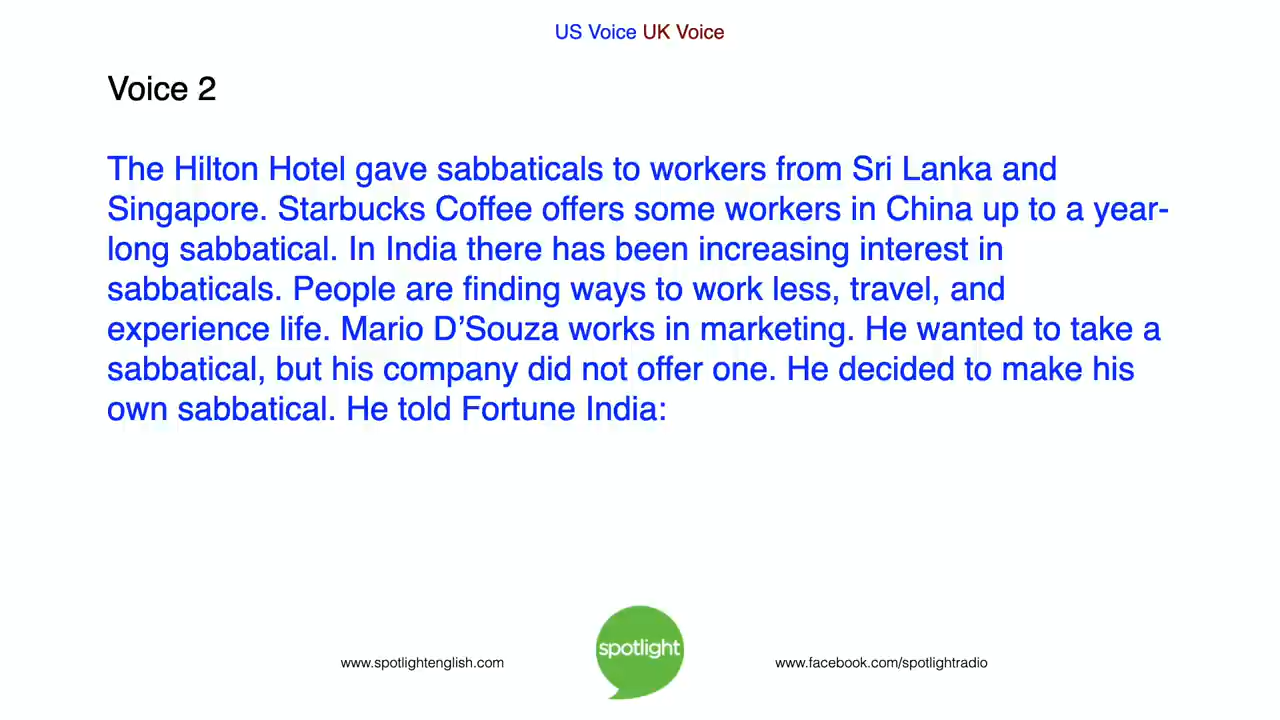 US Voice UK Voice
Voice 2
The Hilton Hotel gave sabbaticals to workers from Sri Lanka and
Singapore. Starbucks Coffee offers some workers in China up to a year-
long sabbatical. In India there has been increasing interest in
sabbaticals. People are finding ways to work less, travel, and
experience life. Mario D’Souza works in marketing. He wanted to take a
sabbatical, but his company did not offer one. He decided to make his
own sabbatical. He told Fortune India:
spotlight
www.spotlightenglish.com
www.facebook.com/spotlightradio